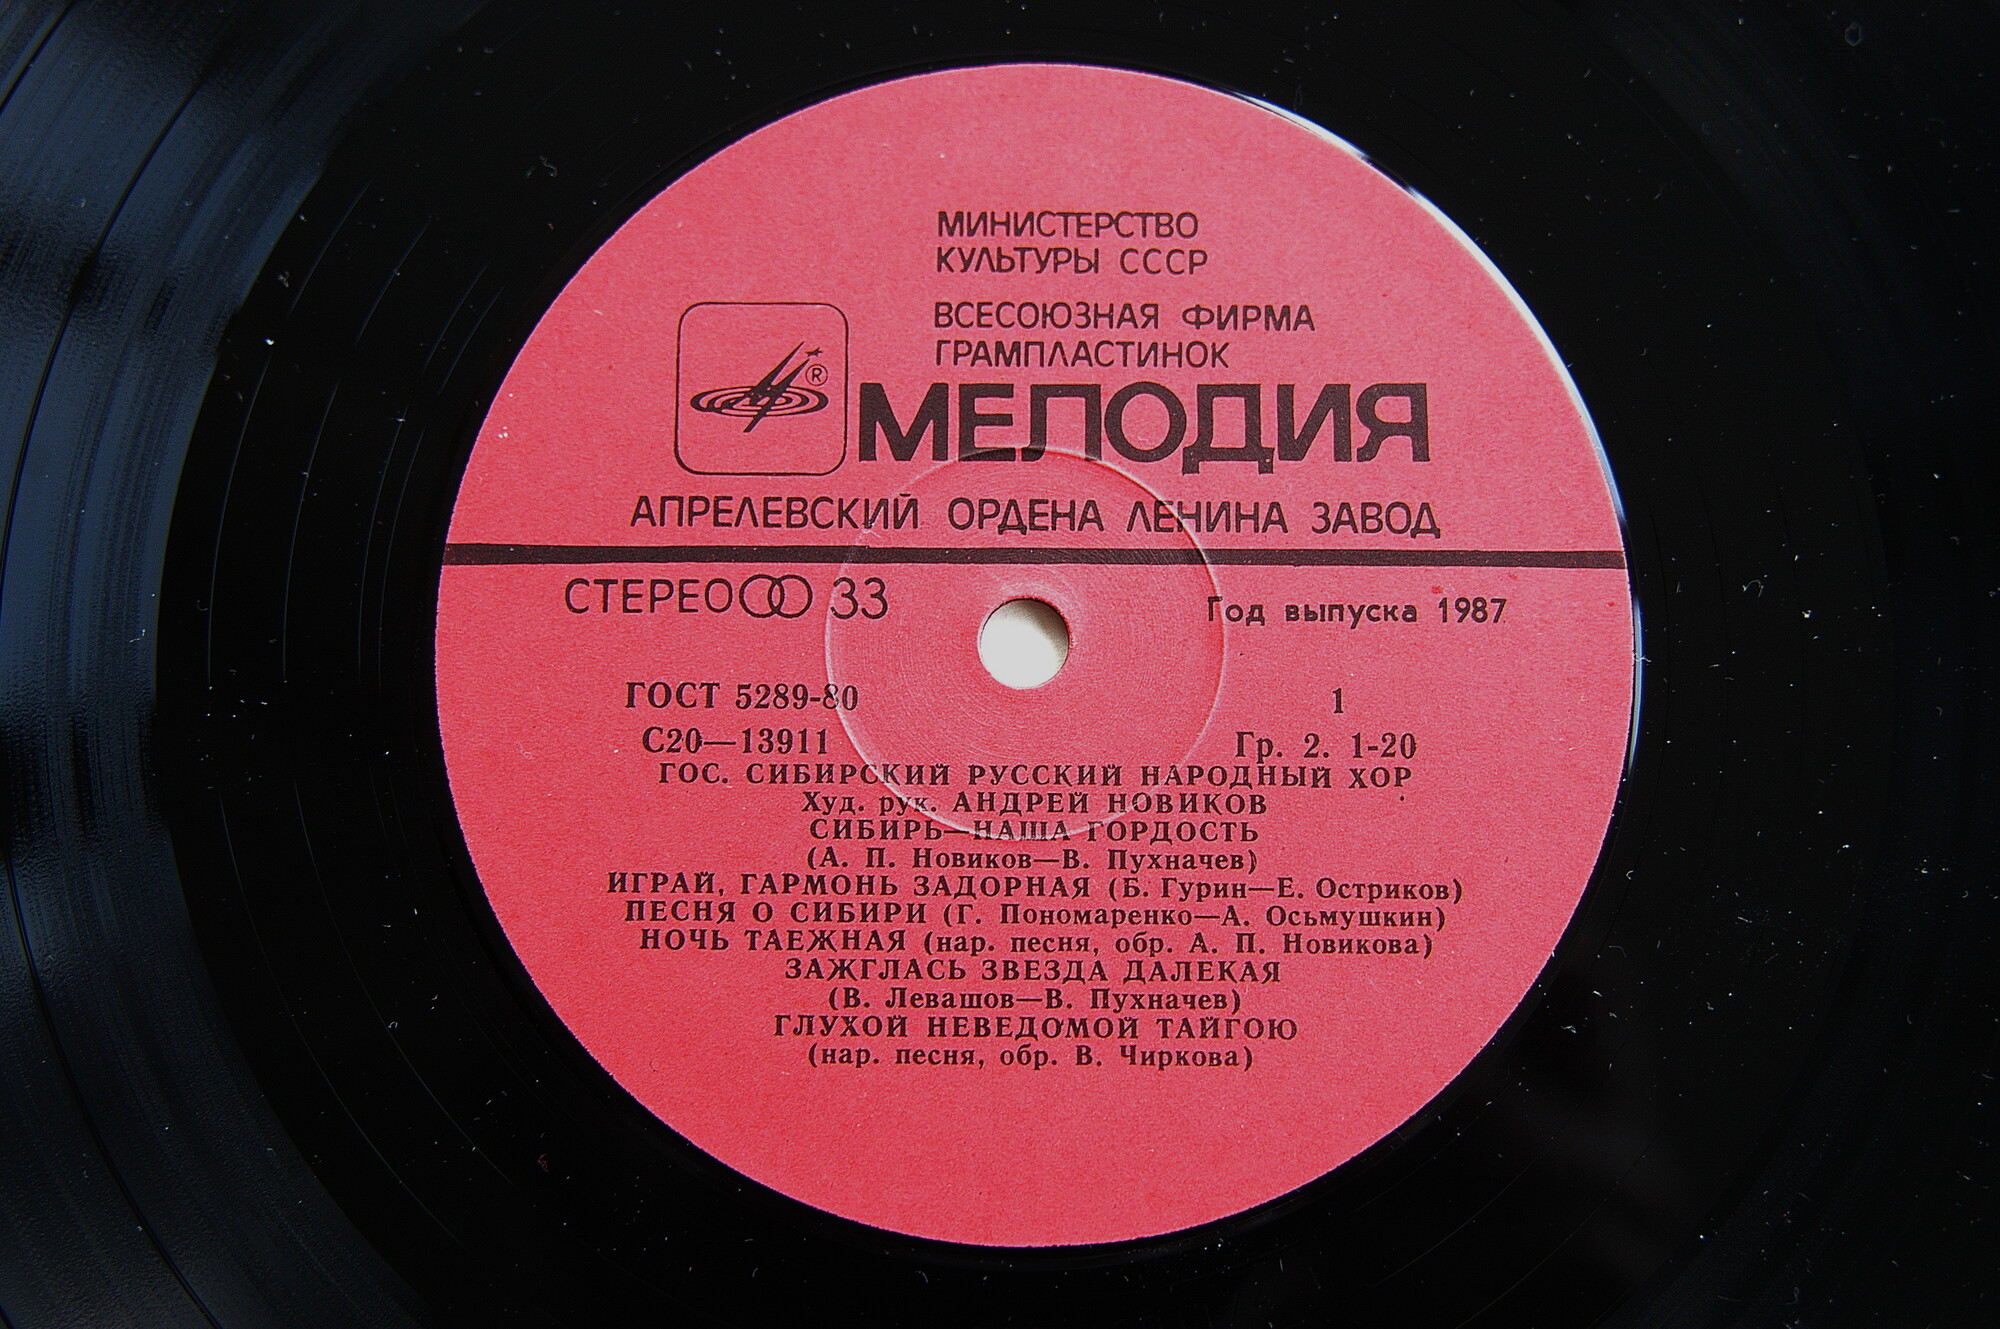 МИНИСТЕРСТВО
КУЛЬТУРЫ СССР
ВСЕСОЮЗНАЯ ФИРМА
ГРАМПЛАСТИНОК
®
МЕЛОДИЯ
АПРЕЛЕВСКИЙ ОРДЕНА ЛЕНИНА ЗАВОД
СТЕРЕО 33
Год выпуска 1987
ГОСТ 5289-80
1
С20—13911
Гр. 2. 1-20
ГОС. СИБИРСКИЙ РУССКИЙ НАРОДНЫЙ ХОР
Худ. рук. АНДРЕЙ НОВИКОВ
СИБИРЬ—НАША ГОРДОСТЬ
(А. П. Новиков—В. Пухначев)
ИГРАЙ, ГАРМОНЬ ЗАДОРНАЯ (Б. Гурин—Е. Остриков)
ПЕСНЯ О СИБИРИ (Г. Пономаренко—А. Осьмушкин)
НОЧЬ ТАЕЖНАЯ (нар. песня, обр. А. П. Новикова)
ЗАЖГЛАСЬ ЗВЕЗДА ДАЛЕКАЯ
(В. Левашов—В. Пухначев)
ГЛУХОЙ НЕВЕДОМОЙ ТАЙГОЮ
(нар. песня, обр. В. Чиркова)